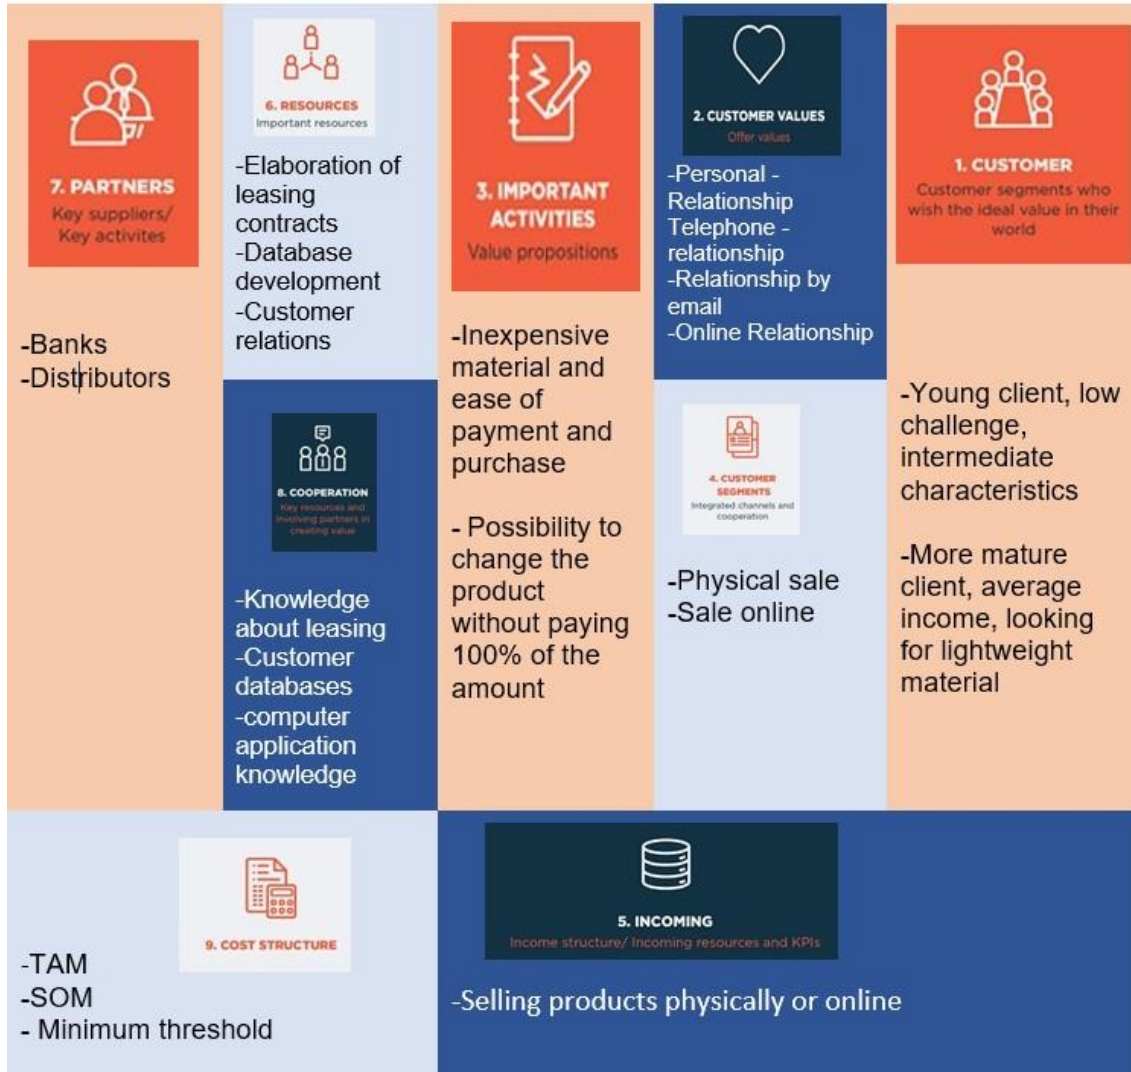 7. PARTNERS
Key suppliers/
Key activites
-Banks
-Distributors
6. RESOURCES
Important resources
-Elaboration of
leasing
contracts
-Database
development
-Customer
relations
8. COOPERATION
Key resources and
involving partners in
creating value
-Knowledge
about leasing
-Customer
databases
-computer
application
knowledge
3. IMPORTANT
ACTIVITIES
Value propositions
-Inexpensive
material and
ease of
payment and
purchase
- Possibility to
change the
product
without paying
100% of the
amount
2. CUSTOMER VALUES
Offer values
-Personal -
Relationship
Telephone -
relationship
-Relationship by
email
-Online Relationship
4. CUSTOMER
SEGMENTS
Integrated channels and
cooperation
-Physical sale
-Sale online
1. CUSTOMER
Customer segments who
wish the ideal value in their
world
-Young client, low
challenge,
intermediate
characteristics
-More mature
client, average
income, looking
for lightweight
material
9. COST STRUCTURE
-TAM
-SOM
- Minimum threshold
5. INCOMING
Income structure/ Incoming resources and KPIs
-Selling products physically or online